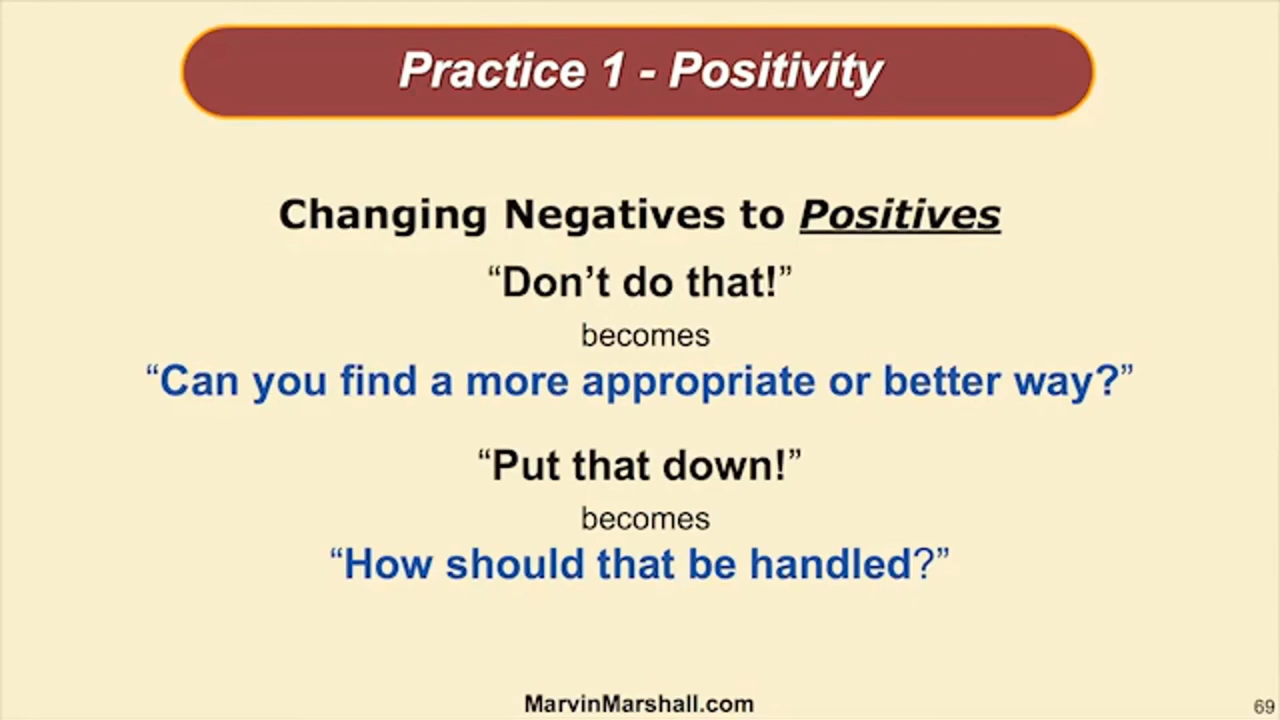 Practice 1 - Positivity
Changing Negatives to Positives
“Don’t do that!”
becomes
“Can you find a more appropriate or better way?”
“Put that down!”
becomes
“How should that be handled?”
MarvinMarshall.com
69